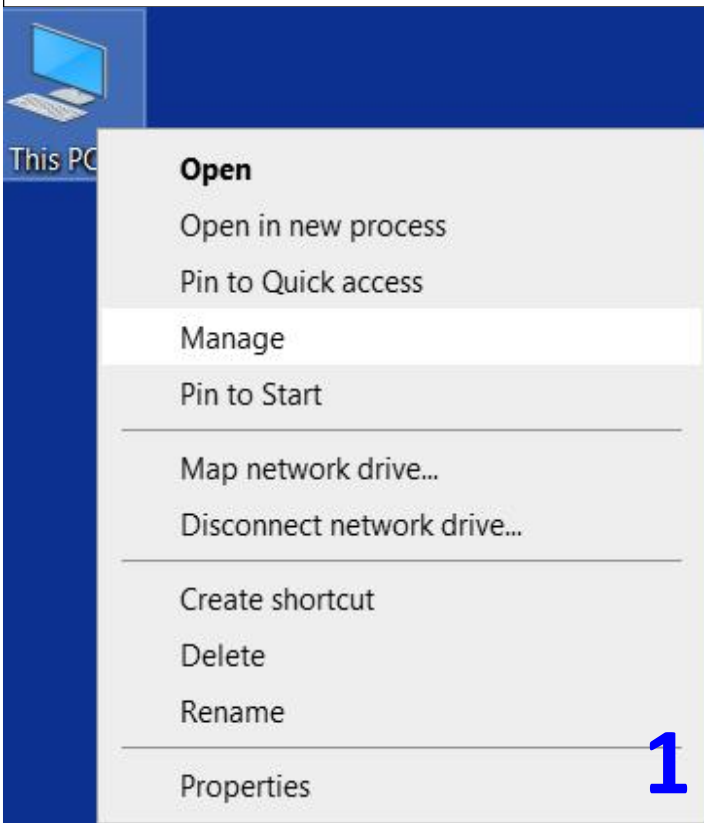 This PC
Open
Open in new process
Pin to Quick access
Manage
Pin to Start
Map network drive...
Disconnect network drive...
Create shortcut
Delete
Rename
Properties
1